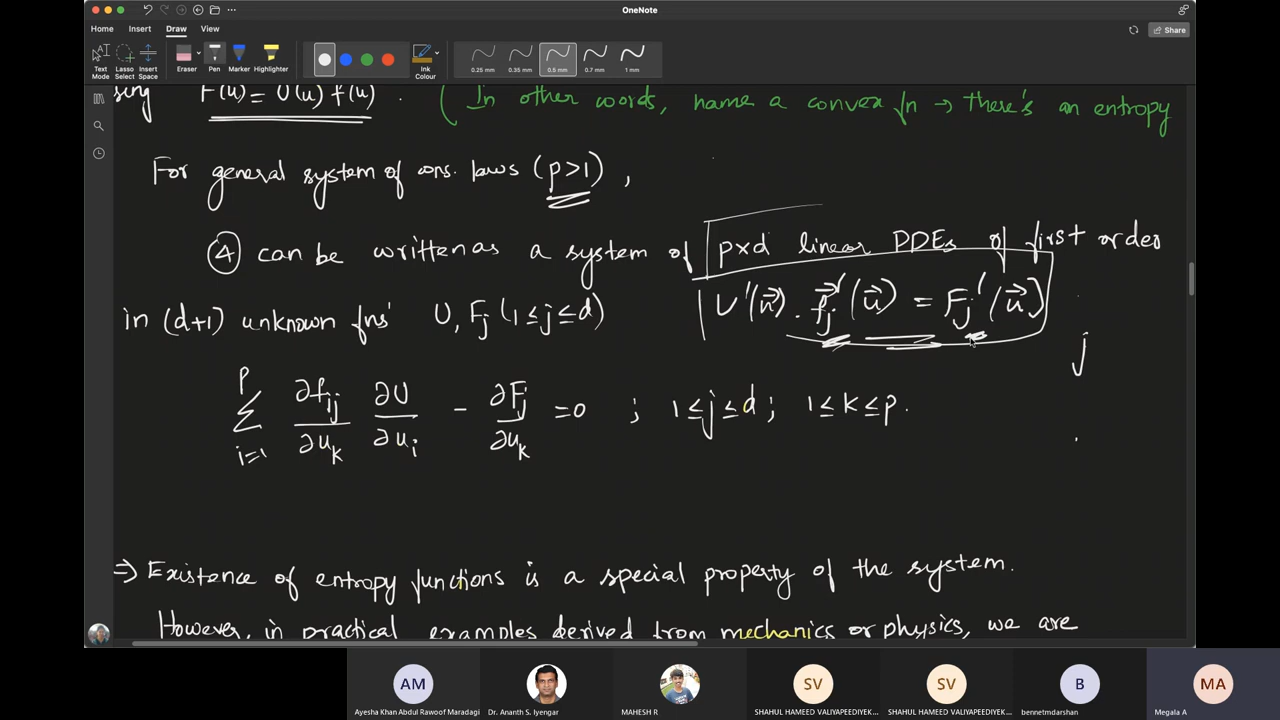 OneNote
Share
Home Insert Draw View
Text Mode
Lasso Select
Insert Space
Eraser
Pen
Marker
Highlighter
Ink Colour
0.25 mm 0.35 mm 0.5 mm 0.7 mm 1 mm
sing F(u) = U(u) f(u) . ( In other words, name a convex fn → there's an entropy
For general system of cons. laws (p>1) ,
④ can be written as a system of p×d linear PDEs of first order
in (d+1) unknown fns' U, Fj (1≤j≤d) U'(u⃗) . f⃗j'(u⃗) = Fj'(u⃗)
j
p Σ i=1 ∂fij/∂uk ∂U/∂ui - ∂Fj/∂uk = 0 ; 1≤j≤d ; 1≤k≤p .
⇒ Existence of entropy functions is a special property of the system.
However, in practical examples derived from mechanics or physics, we are
AM
SV
SV
B
MA
Ayesha Khan Abdul Rawoof Maradagi
Dr. Ananth S. Iyengar
MAHESH R
SHAHUL HAMEED VALIYAPEEDIYEK...
SHAHUL HAMEED VALIYAPEEDIYEK...
bennetmdarshan
Megala A